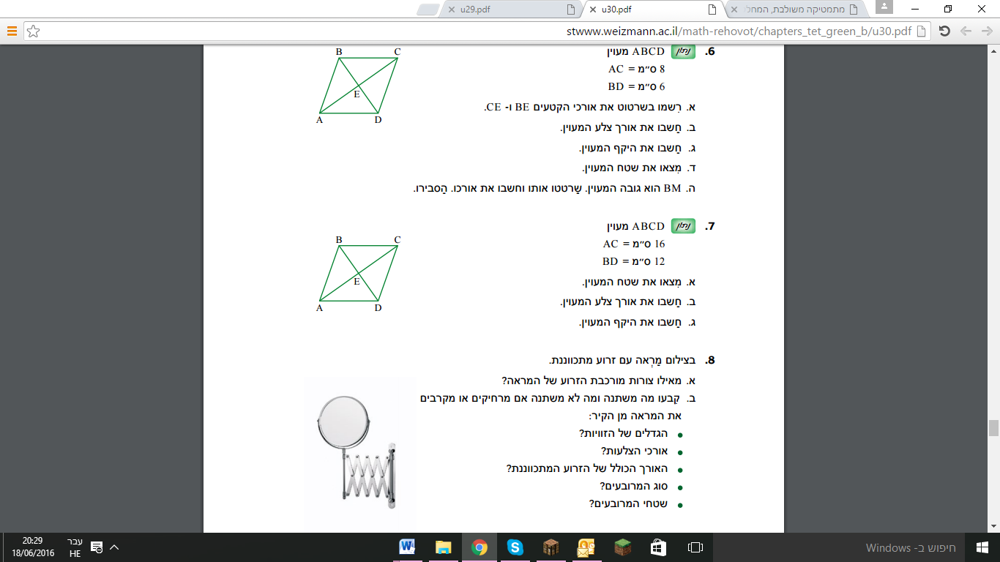 u29.pdf
u30.pdf
מתמטיקה משולבת, המחל
stwww.weizmann.ac.il/math-rehovot/chapters_tet_green_b/u30.pdf
6. נתון ABCD מעוין
AC = 8 ס״מ
BD = 6 ס״מ
א. רִשמו בשרטוט את אורכי הקטעים BE ו- CE.
ב. חַשבו את אורך צלע המעוין.
ג. חַשבו את היקף המעוין.
ד. מִצאו את שטח המעוין.
ה. BM הוא גובה המעוין. שַרטטו אותו וחשבו את אורכו. הַסבירו.
B C
E
A D
7. נתון ABCD מעוין
AC = 16 ס״מ
BD = 12 ס״מ
א. מִצאו את שטח המעוין.
ב. חַשבו את אורך צלע המעוין.
ג. חַשבו את היקף המעוין.
B C
E
A D
8. בצילום מַרְאה עם זרוע מתכווננת.
א. מאילו צורות מורכבת הזרוע של המראה?
ב. קִבעו מה משתנה ומה לא משתנה אם מרחיקים או מקרבים
את המראה מן הקיר:
• הגדלים של הזוויות?
• אורכי הצלעות?
• האורך הכולל של הזרוע המתכווננת?
• סוג המרובעים?
• שטחי המרובעים?
20:29
18/06/2016
עבר
HE
חיפוש ב- Windows